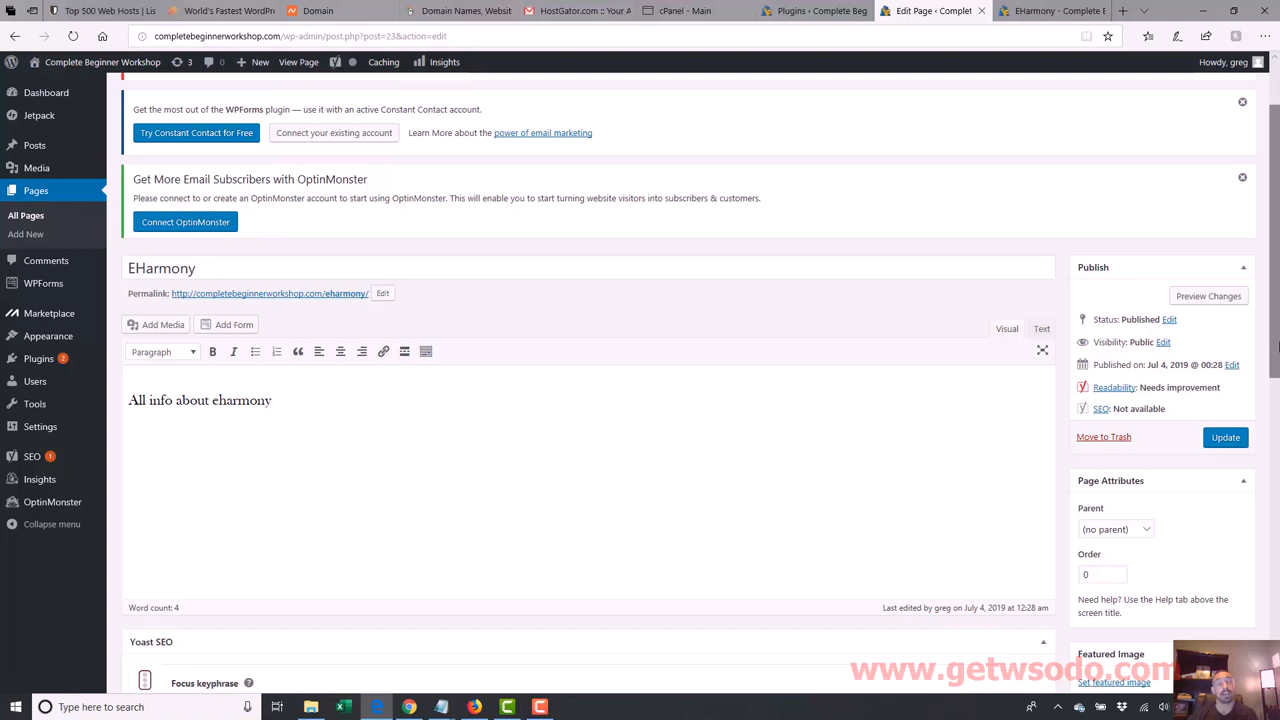 Top 500 Web Hosts | Complete Lis
World's Fastest WordPre
Domain
Domain Names, Websit
HostGator.com :: Your A
cPanel - Main
Plugins ‹ Complete Beg
Edit Page ‹ Complet
EHarmony - Complete B
completebeginnerworkshop.com/wp-admin/post.php?post=23&action=edit
Complete Beginner Workshop
3
0
New
View Page
Caching
Insights
Howdy, greg
Dashboard
Jetpack
Posts
Media
Pages
All Pages
Add New
Comments
WPForms
Marketplace
Appearance
Plugins 2
Users
Tools
Settings
SEO 1
Insights
OptinMonster
Collapse menu
Get the most out of the WPForms plugin — use it with an active Constant Contact account.
Try Constant Contact for Free
Connect your existing account
Learn More about the power of email marketing
Get More Email Subscribers with OptinMonster
Please connect to or create an OptinMonster account to start using OptinMonster. This will enable you to start turning website visitors into subscribers & customers.
Connect OptinMonster
EHarmony
Permalink: http://completebeginnerworkshop.com/eharmony/ Edit
Add Media
Add Form
Visual
Text
Paragraph
All info about eharmony
Word count: 4
Last edited by greg on July 4, 2019 at 12:28 am
Yoast SEO
Focus keyphrase
Publish
Preview Changes
Status: Published Edit
Visibility: Public Edit
Published on: Jul 4, 2019 @ 00:28 Edit
Readability: Needs improvement
SEO: Not available
Move to Trash
Update
Page Attributes
Parent
(no parent)
Order
0
Need help? Use the Help tab above the
screen title.
Featured Image
Set featured image
www.getwsodo.com
Type here to search